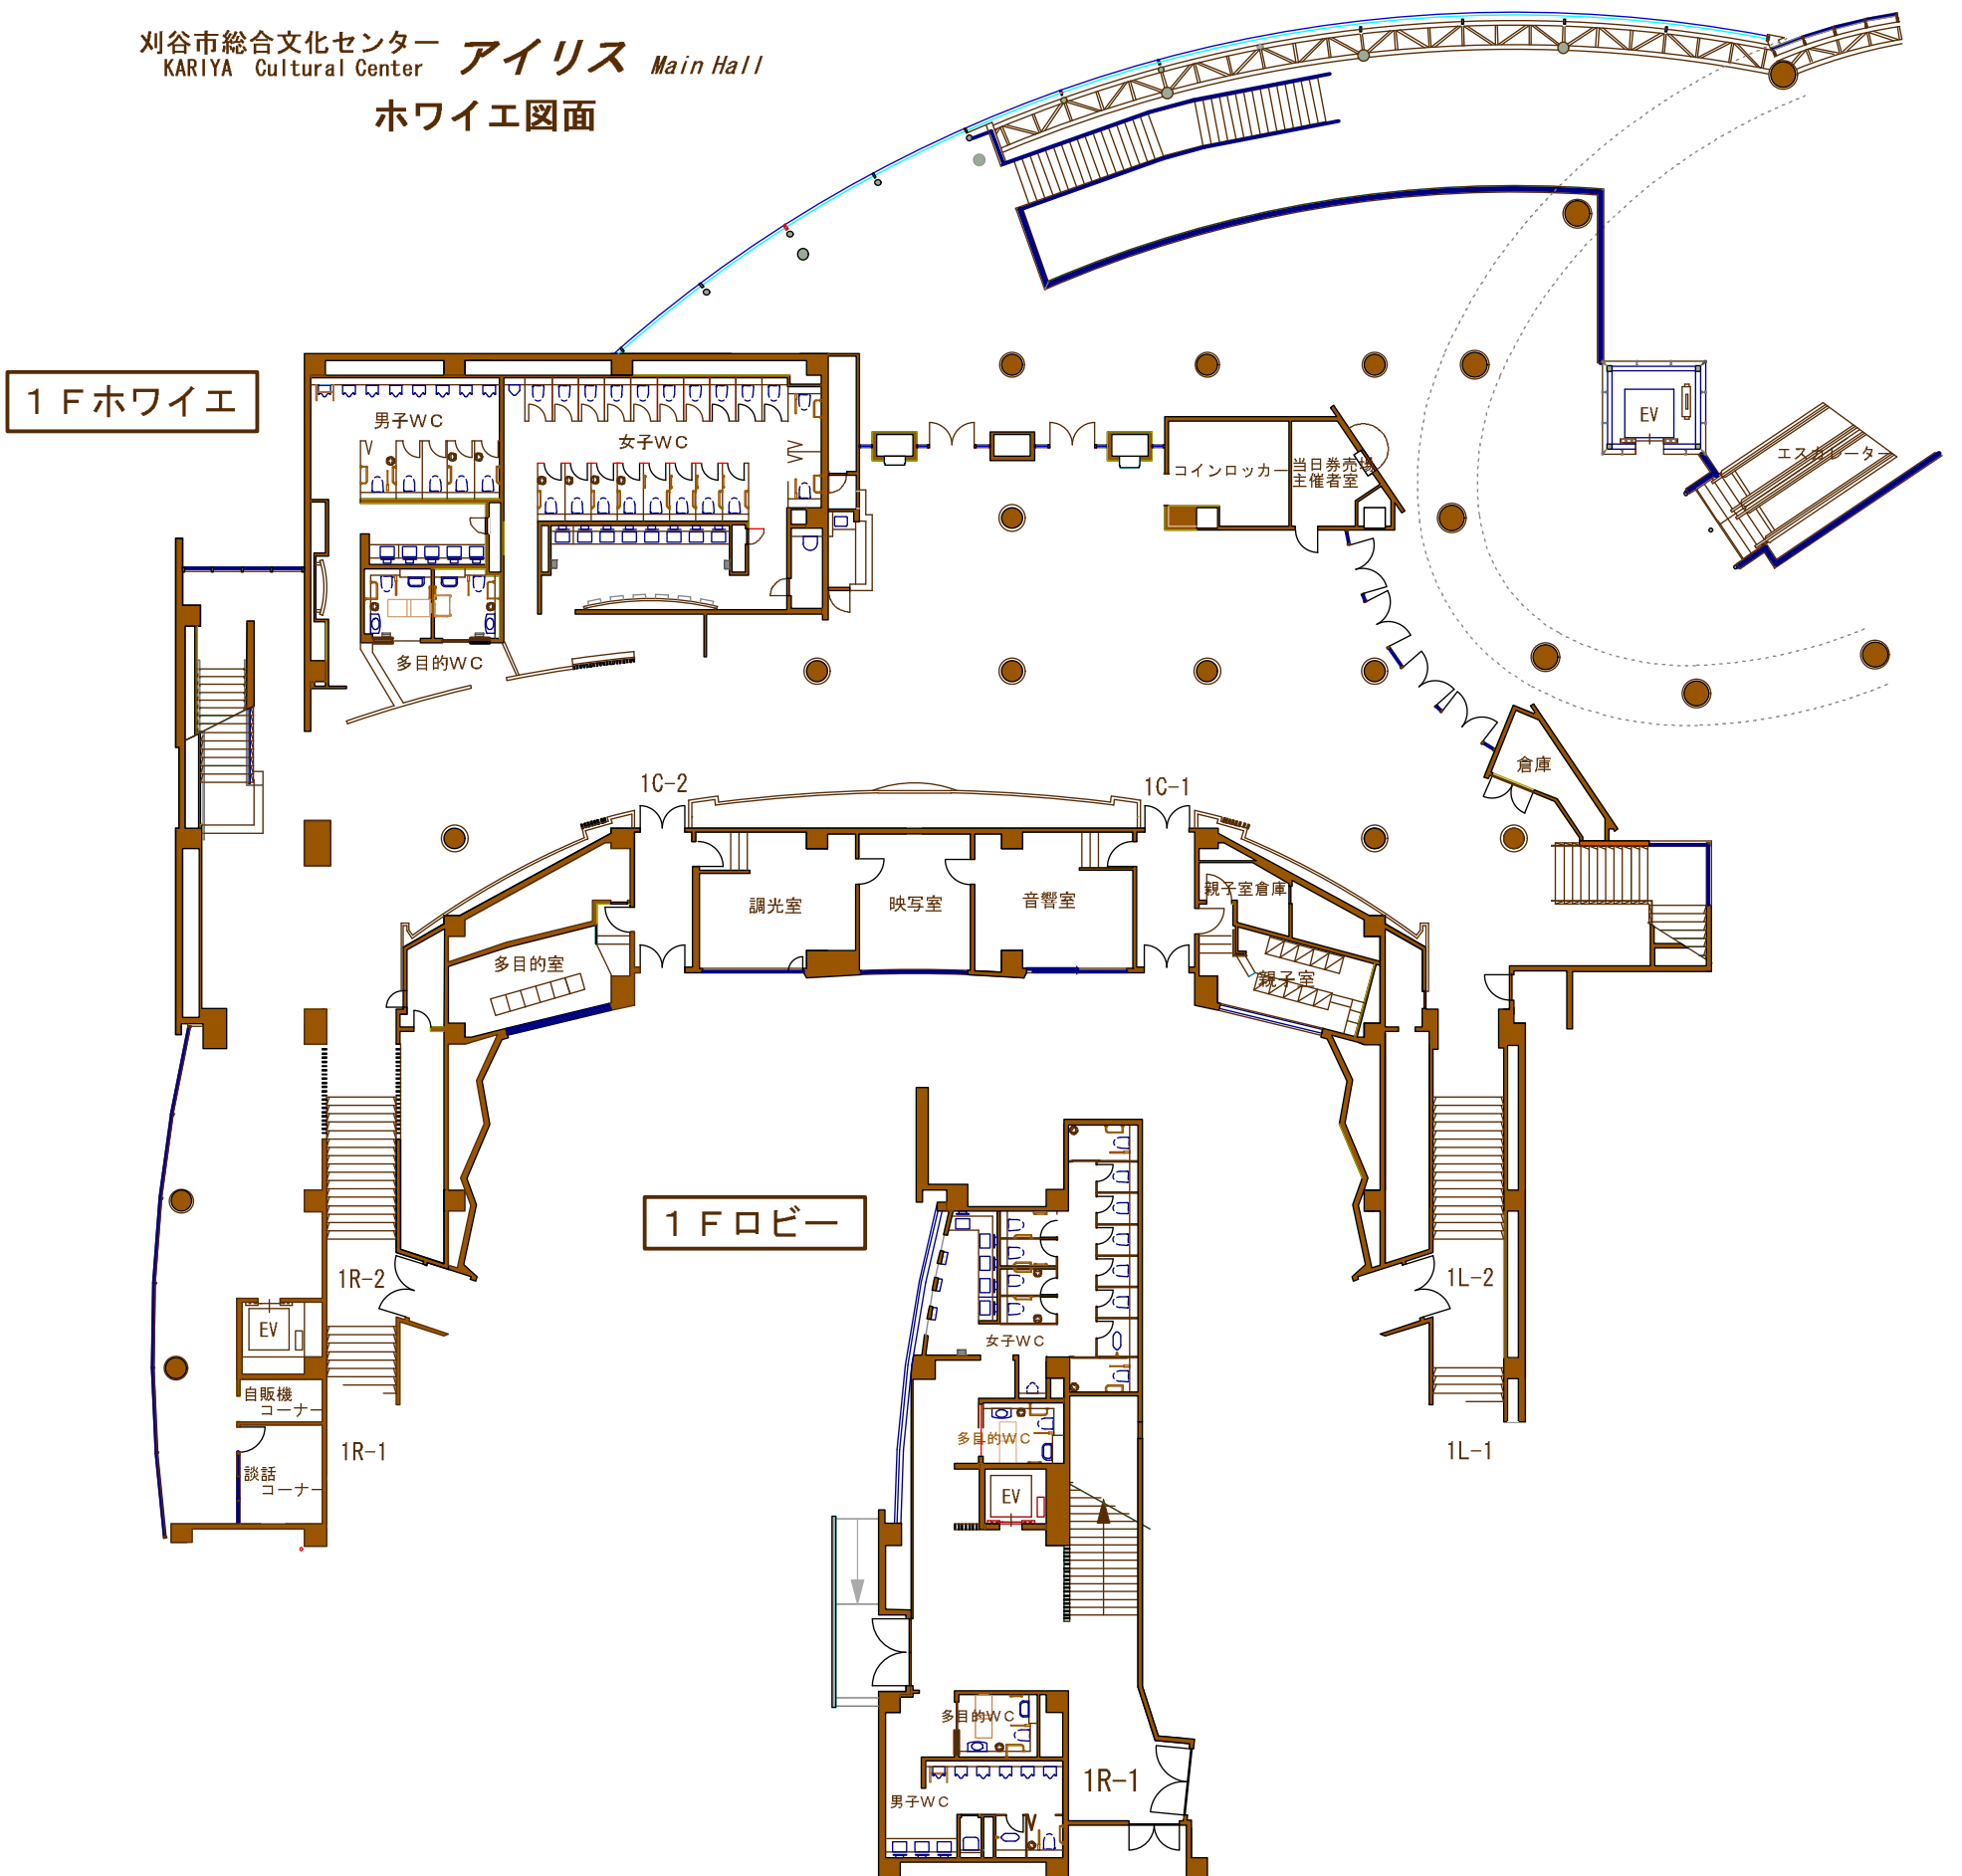 刈谷市総合文化センター アイリス Main Hall
KARIYA Cultural Center
ホワイエ図面
1Fホワイエ
男子WC
女子WC
コインロッカー
当日券売場
主催者室
EV
エスカレーター
多目的WC
倉庫
1C-2
1C-1
調光室
映写室
音響室
親子室倉庫
多目的室
親子室
1Fロビー
1R-2
1L-2
EV
女子WC
自販機
コーナー
多目的WC
1R-1
1L-1
談話
コーナー
EV
多目的WC
1R-1
男子WC